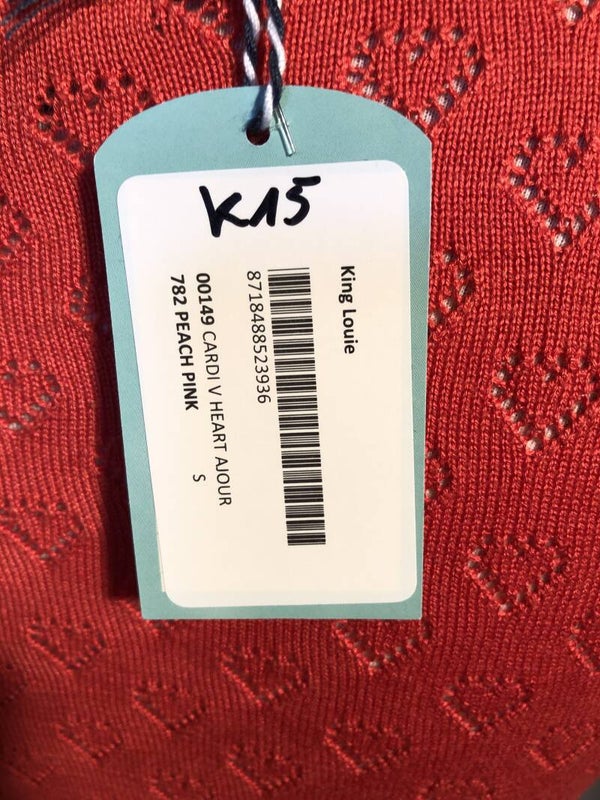 K15
King Louie
8718488523936
00149 CARDI V HEART AJOUR
S
782 PEACH PINK